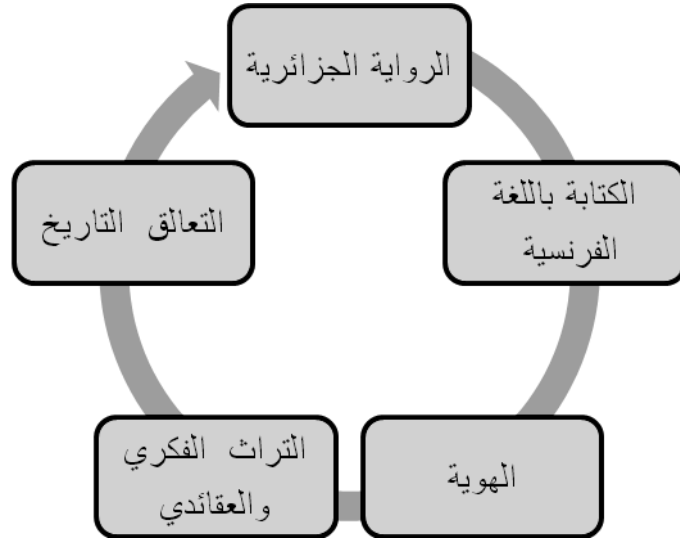 الرواية الجزائرية
الكتابة باللغة
الفرنسية
الهوية
التراث الفكري
والعقائدي
التعالق التاريخ